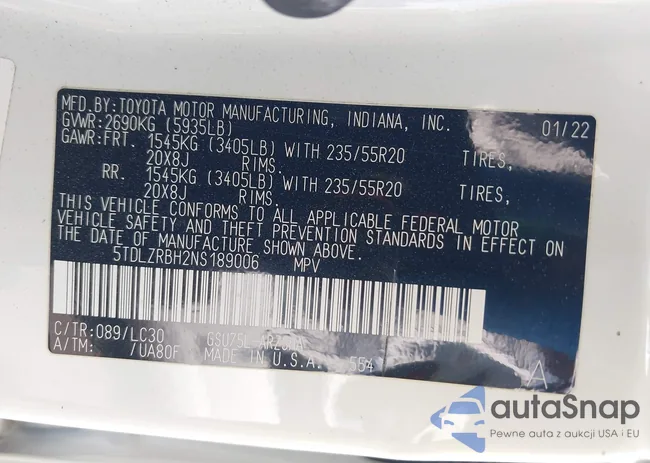 MFD.BY:TOYOTA MOTOR MANUFACTURING, INDIANA, INC. 01/22
GVWR:2690KG (5935LB)
GAWR:FRT. 1545KG (3405LB) WITH 235/55R20 TIRES,
20X8J RIMS.
RR. 1545KG (3405LB) WITH 235/55R20 TIRES,
20X8J RIMS.
THIS VEHICLE CONFORMS TO ALL APPLICABLE FEDERAL MOTOR
VEHICLE SAFETY AND THEFT PREVENTION STANDARDS IN EFFECT ON
THE DATE OF MANUFACTURE SHOWN ABOVE.
5TDLZRBH2NS189006 MPV
C/TR:089/LC30
A/TM: /UA80F MADE IN U.S.A.
A
autaSnap
Pewne auta z aukcji USA i EU